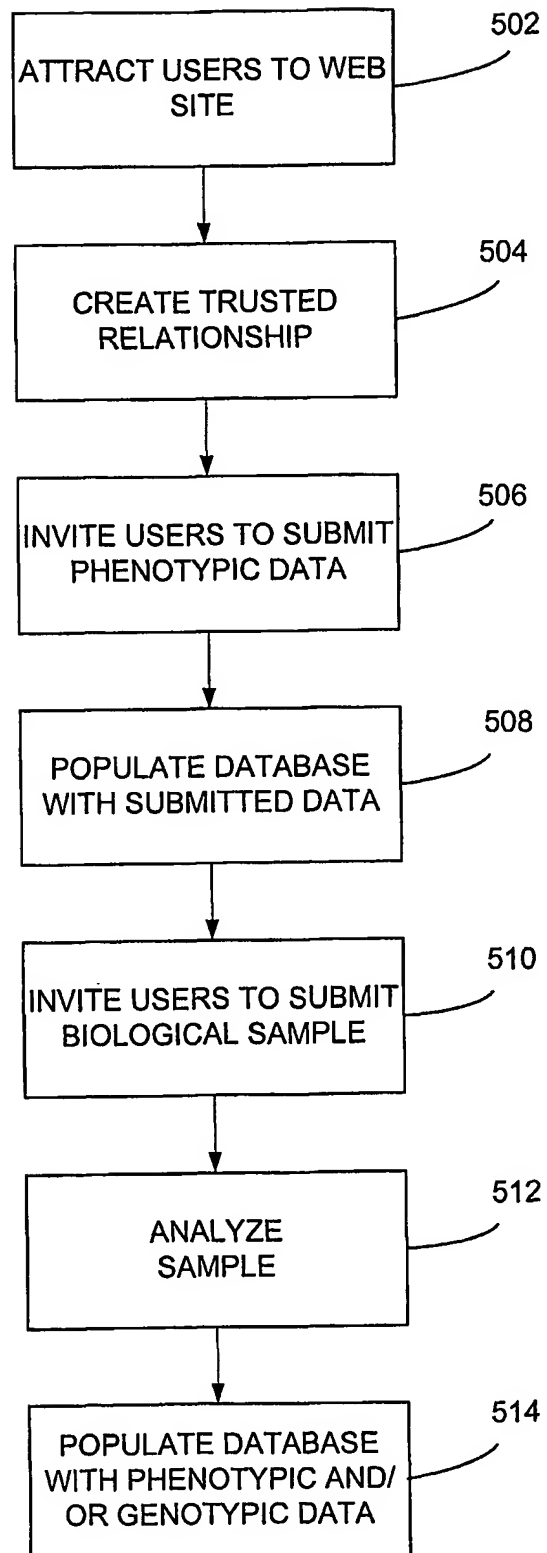 502
ATTRACT USERS TO WEB
SITE
504
CREATE TRUSTED
RELATIONSHIP
506
INVITE USERS TO SUBMIT
PHENOTYPIC DATA
508
POPULATE DATABASE
WITH SUBMITTED DATA
510
INVITE USERS TO SUBMIT
BIOLOGICAL SAMPLE
512
ANALYZE
SAMPLE
514
POPULATE DATABASE
WITH PHENOTYPIC AND/
OR GENOTYPIC DATA